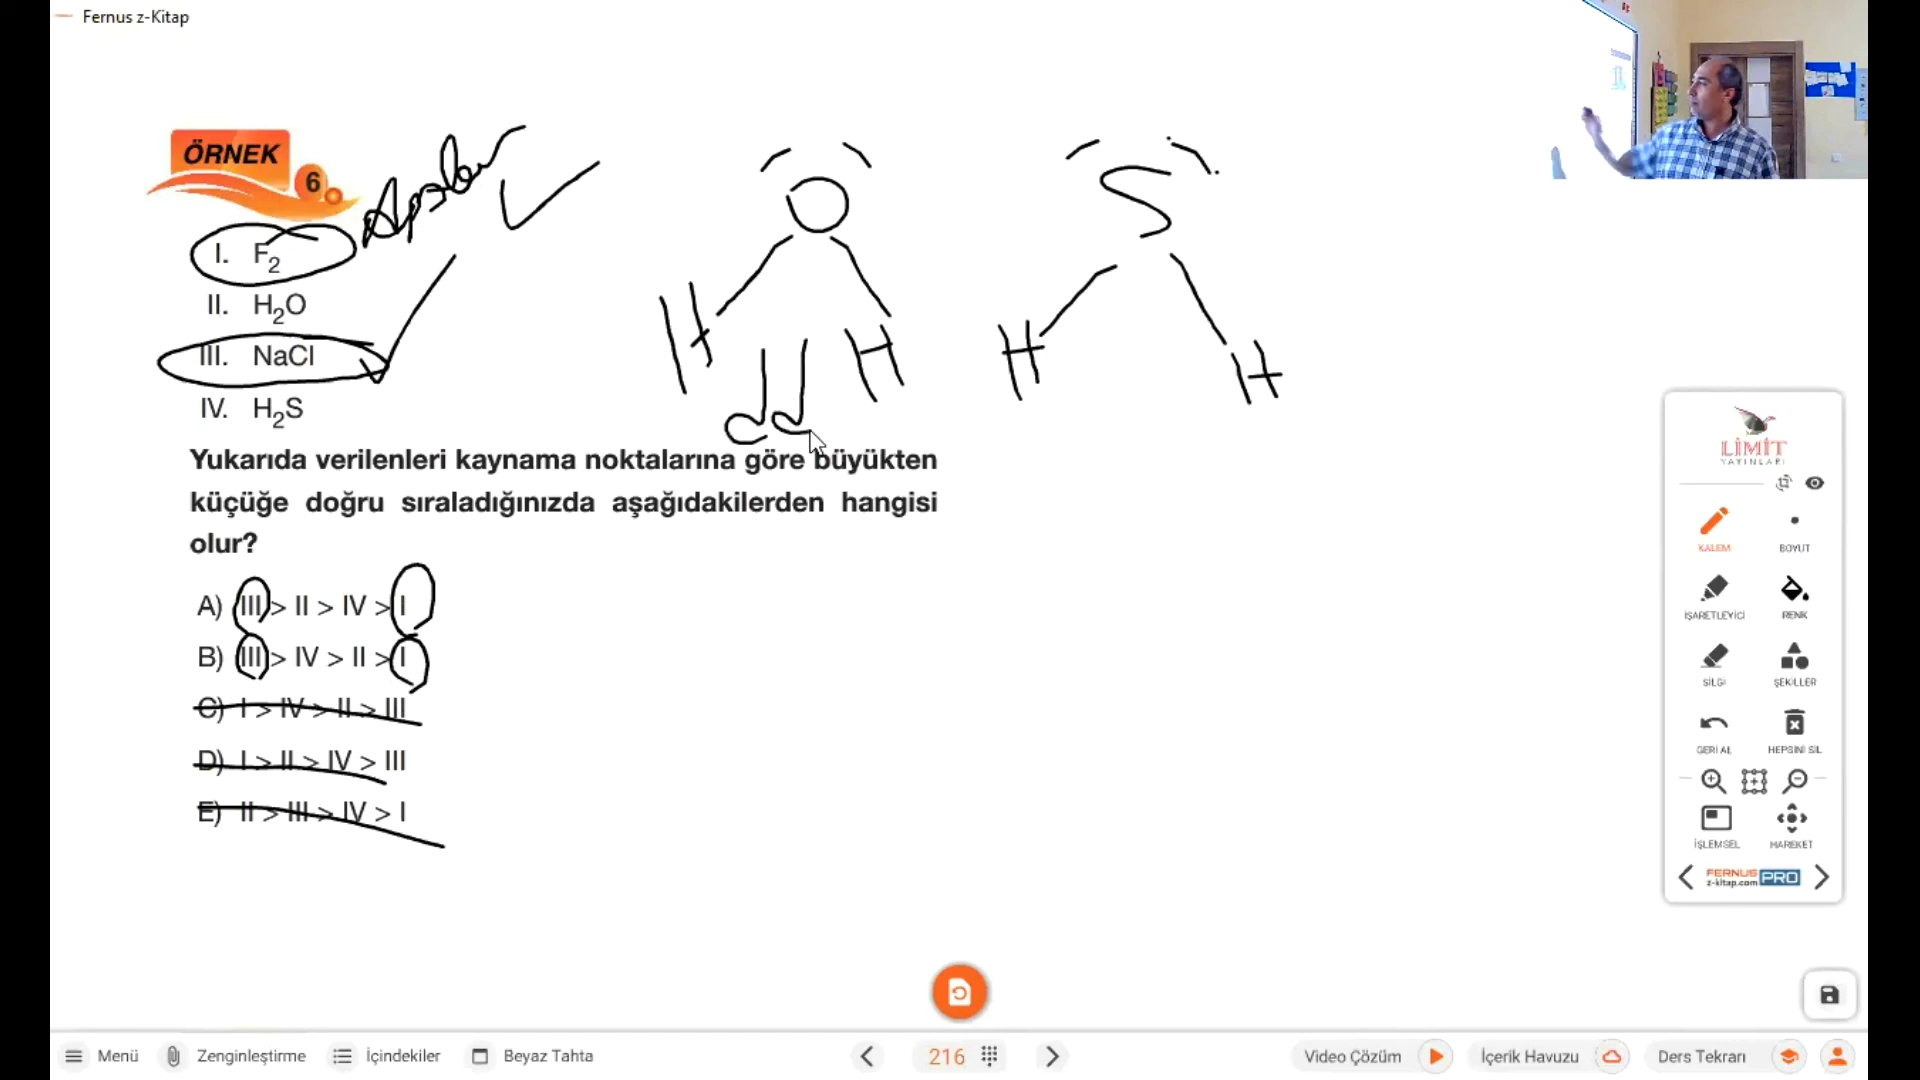 Fernus z-Kitap
ÖRNEK
6
Apolar
I. F₂
II. H₂O
III. NaCl
IV. H₂S
O
H H
dd
S
H H
Yukarıda verilenleri kaynama noktalarına göre büyükten
küçüğe doğru sıraladığınızda aşağıdakilerden hangisi
olur?
A) III > II > IV > I
B) III > IV > II > I
C) I > IV > II > III
D) I > II > IV > III
E) II > III > IV > I
LİMİT
YAYINLARI
KALEM BOYUT
İŞARETLEYİCİ RENK
SİLGİ ŞEKİLLER
GERİ AL HEPSİNİ SİL
İŞLEMSEL HAREKET
FERNUS PRO
z-kitap.com
Menü Zenginleştirme İçindekiler Beyaz Tahta 216 Video Çözüm İçerik Havuzu Ders Tekrarı